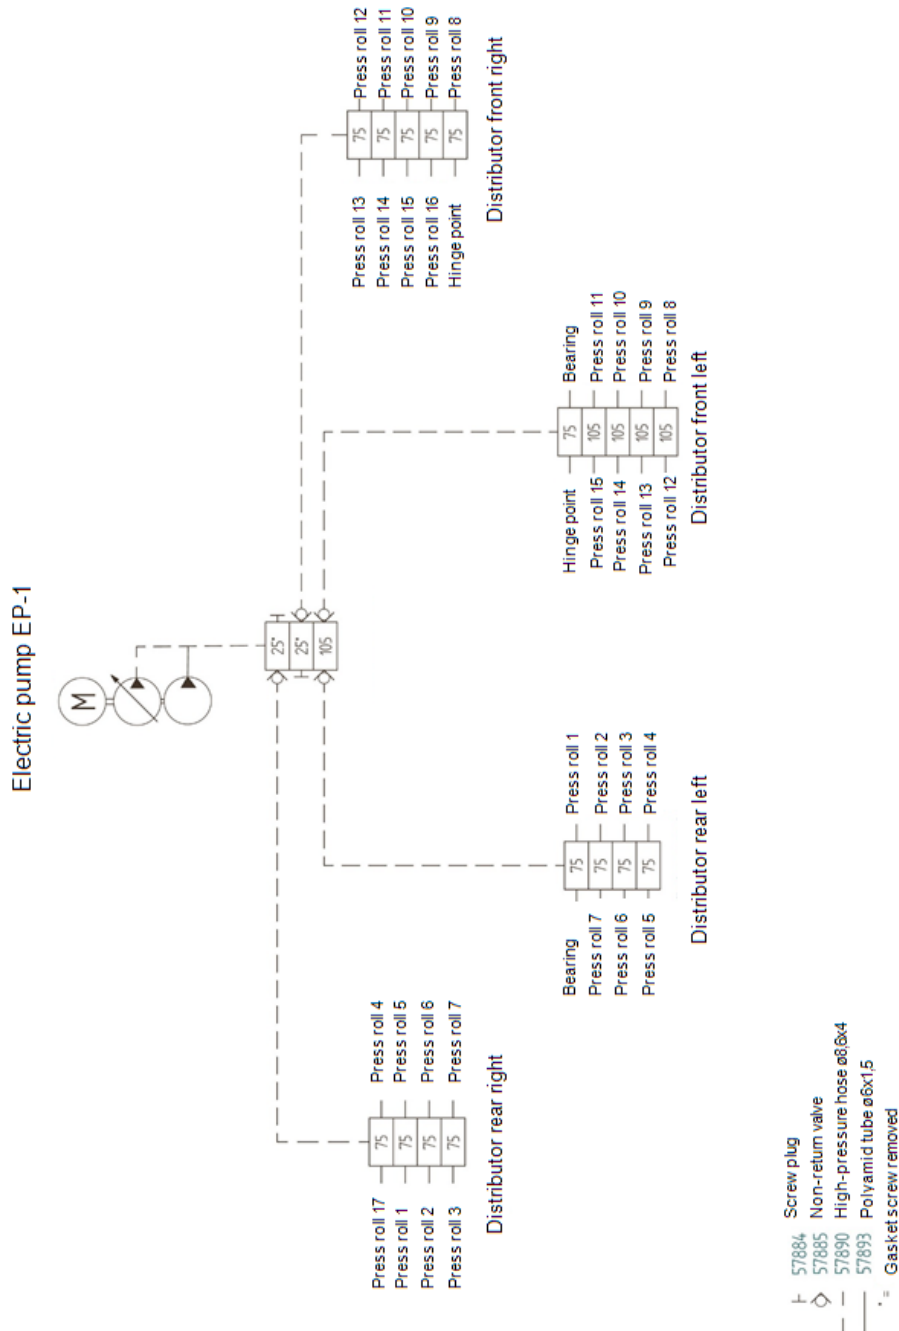 Electric pump EP-1
M
25*
25*
105
Press roll 17
Press roll 1
Press roll 2
Press roll 3
75
75
75
75
Press roll 4
Press roll 5
Press roll 6
Press roll 7
Distributor rear right
Bearing
Press roll 7
Press roll 6
Press roll 5
75
75
75
75
Press roll 1
Press roll 2
Press roll 3
Press roll 4
Distributor rear left
Hinge point
Press roll 15
Press roll 14
Press roll 13
Press roll 12
75
105
105
105
105
Bearing
Press roll 11
Press roll 10
Press roll 9
Press roll 8
Distributor front left
Press roll 13
Press roll 14
Press roll 15
Press roll 16
Hinge point
75
75
75
75
75
Press roll 12
Press roll 11
Press roll 10
Press roll 9
Press roll 8
Distributor front right
57884 Screw plug
57885 Non-return valve
57890 High-pressure hose ø8,6x4
57893 Polyamid tube ø6x1,5
* = Gasket screw removed